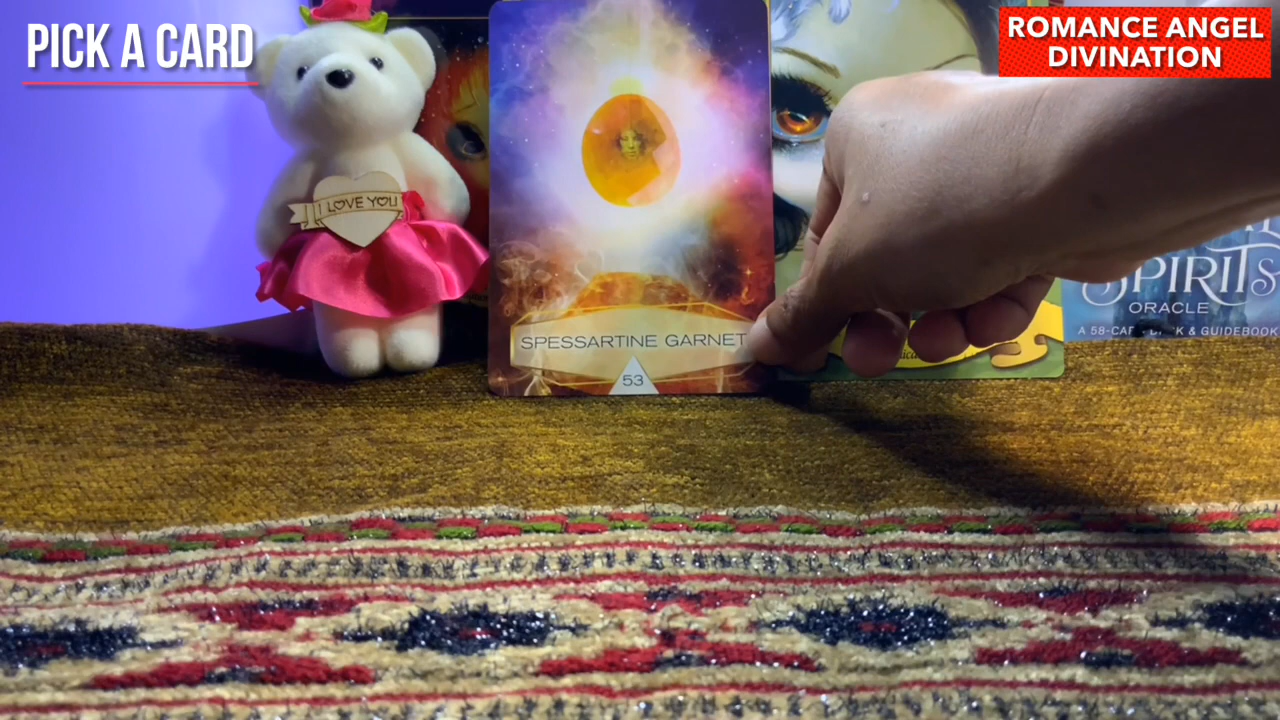 PICK A CARD
ROMANCE ANGEL
DIVINATION
I LOVE YOU
SPESSARTINE GARNET
53
SPIRITS
ORACLE
A 58-CARD DECK & GUIDEBOOK